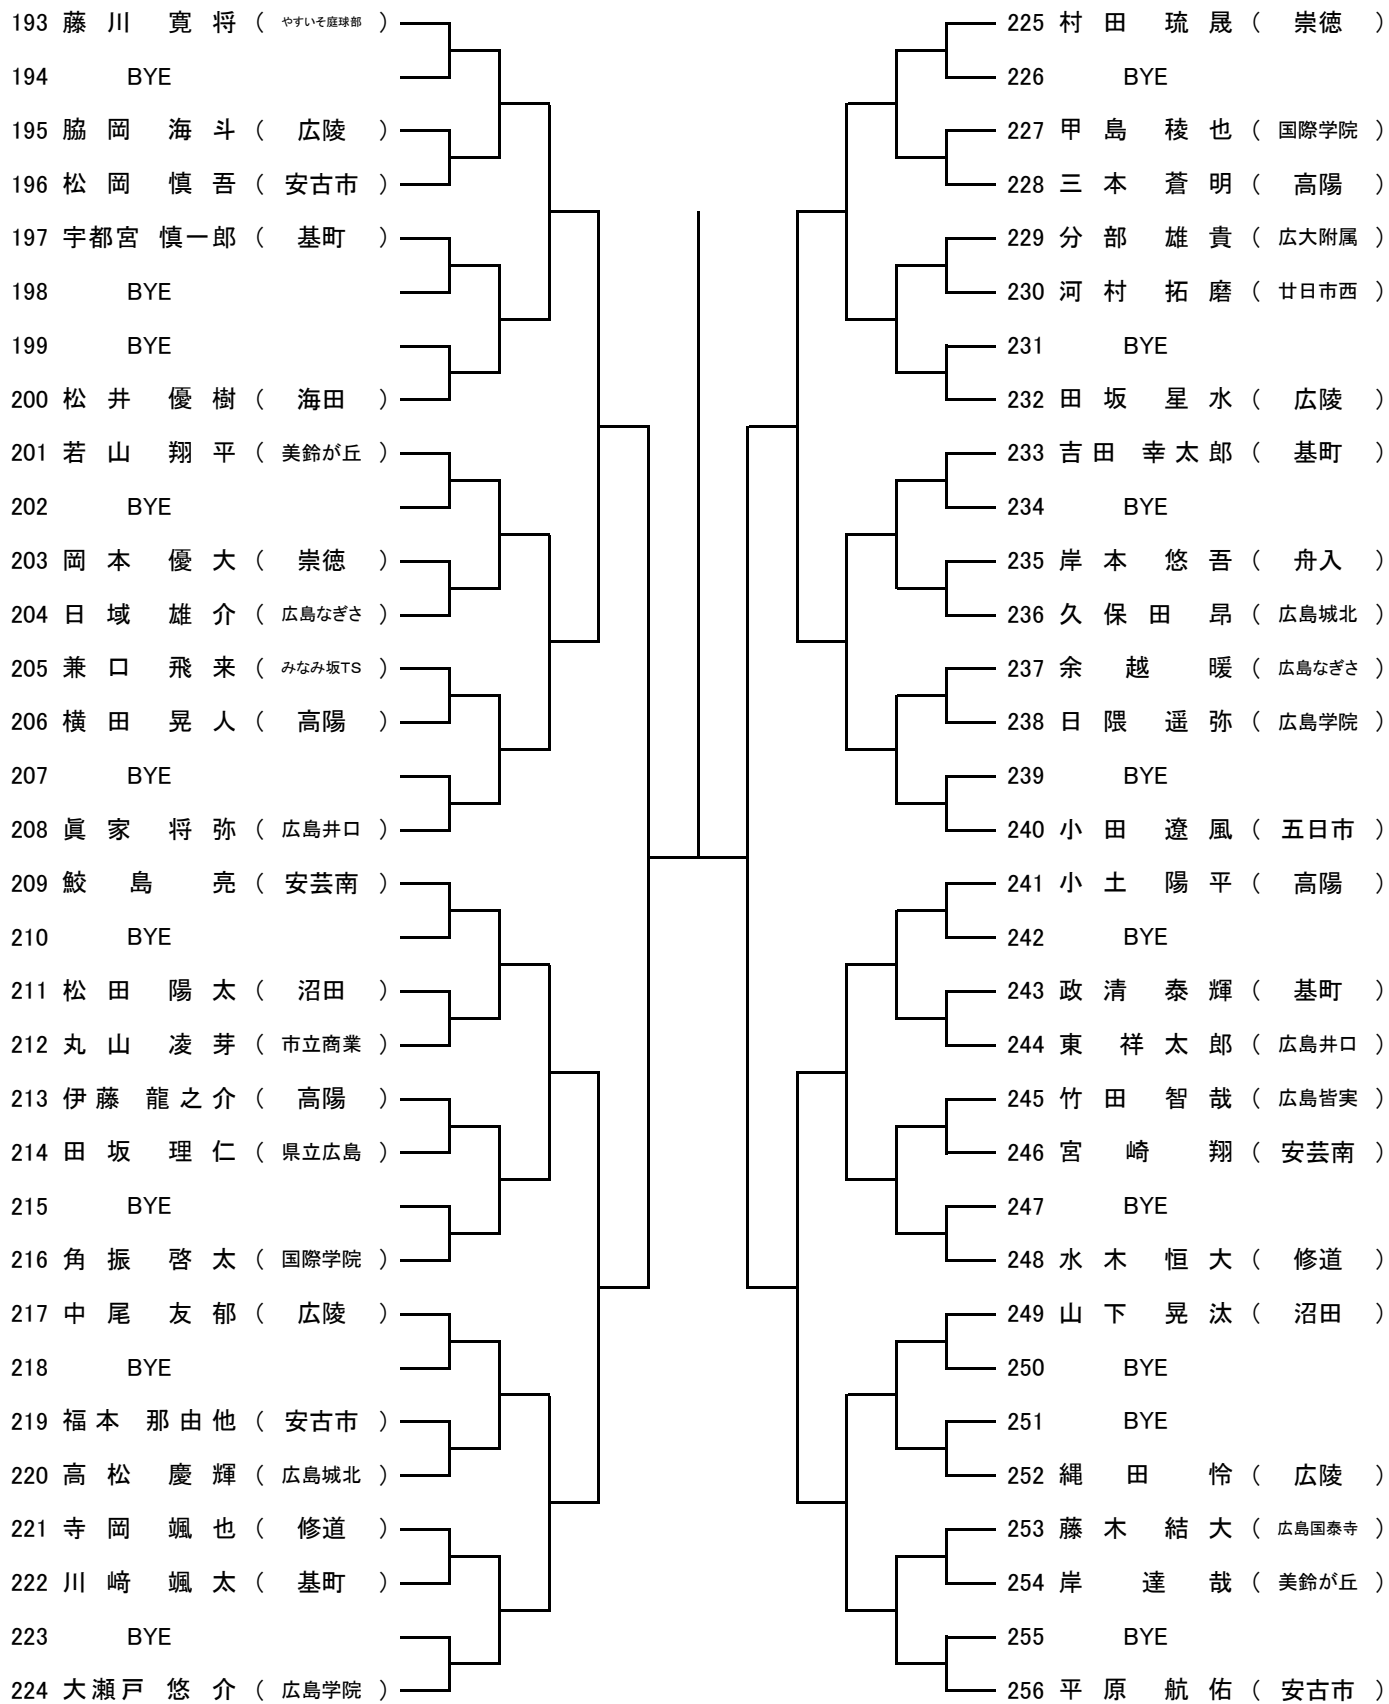 193 藤川 寛将 ( やすいそ庭球部 )
194 BYE
195 脇岡 海斗 ( 広陵 )
196 松岡 慎吾 ( 安古市 )
197 宇都宮 慎一郎 ( 基町 )
198 BYE
199 BYE
200 松井 優樹 ( 海田 )
201 若山 翔平 ( 美鈴が丘 )
202 BYE
203 岡本 優大 ( 崇徳 )
204 日域 雄介 ( 広島なぎさ )
205 兼口 飛来 ( みなみ坂TS )
206 横田 晃人 ( 高陽 )
207 BYE
208 眞家 将弥 ( 広島井口 )
209 鮫島 亮 ( 安芸南 )
210 BYE
211 松田 陽太 ( 沼田 )
212 丸山 凌芽 ( 市立商業 )
213 伊藤 龍之介 ( 高陽 )
214 田坂 理仁 ( 県立広島 )
215 BYE
216 角振 啓太 ( 国際学院 )
217 中尾 友郁 ( 広陵 )
218 BYE
219 福本 那由他 ( 安古市 )
220 高松 慶輝 ( 広島城北 )
221 寺岡 颯也 ( 修道 )
222 川﨑 颯太 ( 基町 )
223 BYE
224 大瀬戸 悠介 ( 広島学院 )
225 村田 琉晟 ( 崇徳 )
226 BYE
227 甲島 稜也 ( 国際学院 )
228 三本 蒼明 ( 高陽 )
229 分部 雄貴 ( 広大附属 )
230 河村 拓磨 ( 廿日市西 )
231 BYE
232 田坂 星水 ( 広陵 )
233 吉田 幸太郎 ( 基町 )
234 BYE
235 岸本 悠吾 ( 舟入 )
236 久保田 昂 ( 広島城北 )
237 余越 暖 ( 広島なぎさ )
238 日隈 遥弥 ( 広島学院 )
239 BYE
240 小田 遼風 ( 五日市 )
241 小土 陽平 ( 高陽 )
242 BYE
243 政清 泰輝 ( 基町 )
244 東 祥太郎 ( 広島井口 )
245 竹田 智哉 ( 広島皆実 )
246 宮崎 翔 ( 安芸南 )
247 BYE
248 水木 恒大 ( 修道 )
249 山下 晃汰 ( 沼田 )
250 BYE
251 BYE
252 縄田 怜 ( 広陵 )
253 藤木 結大 ( 広島国泰寺 )
254 岸 達哉 ( 美鈴が丘 )
255 BYE
256 平原 航佑 ( 安古市 )